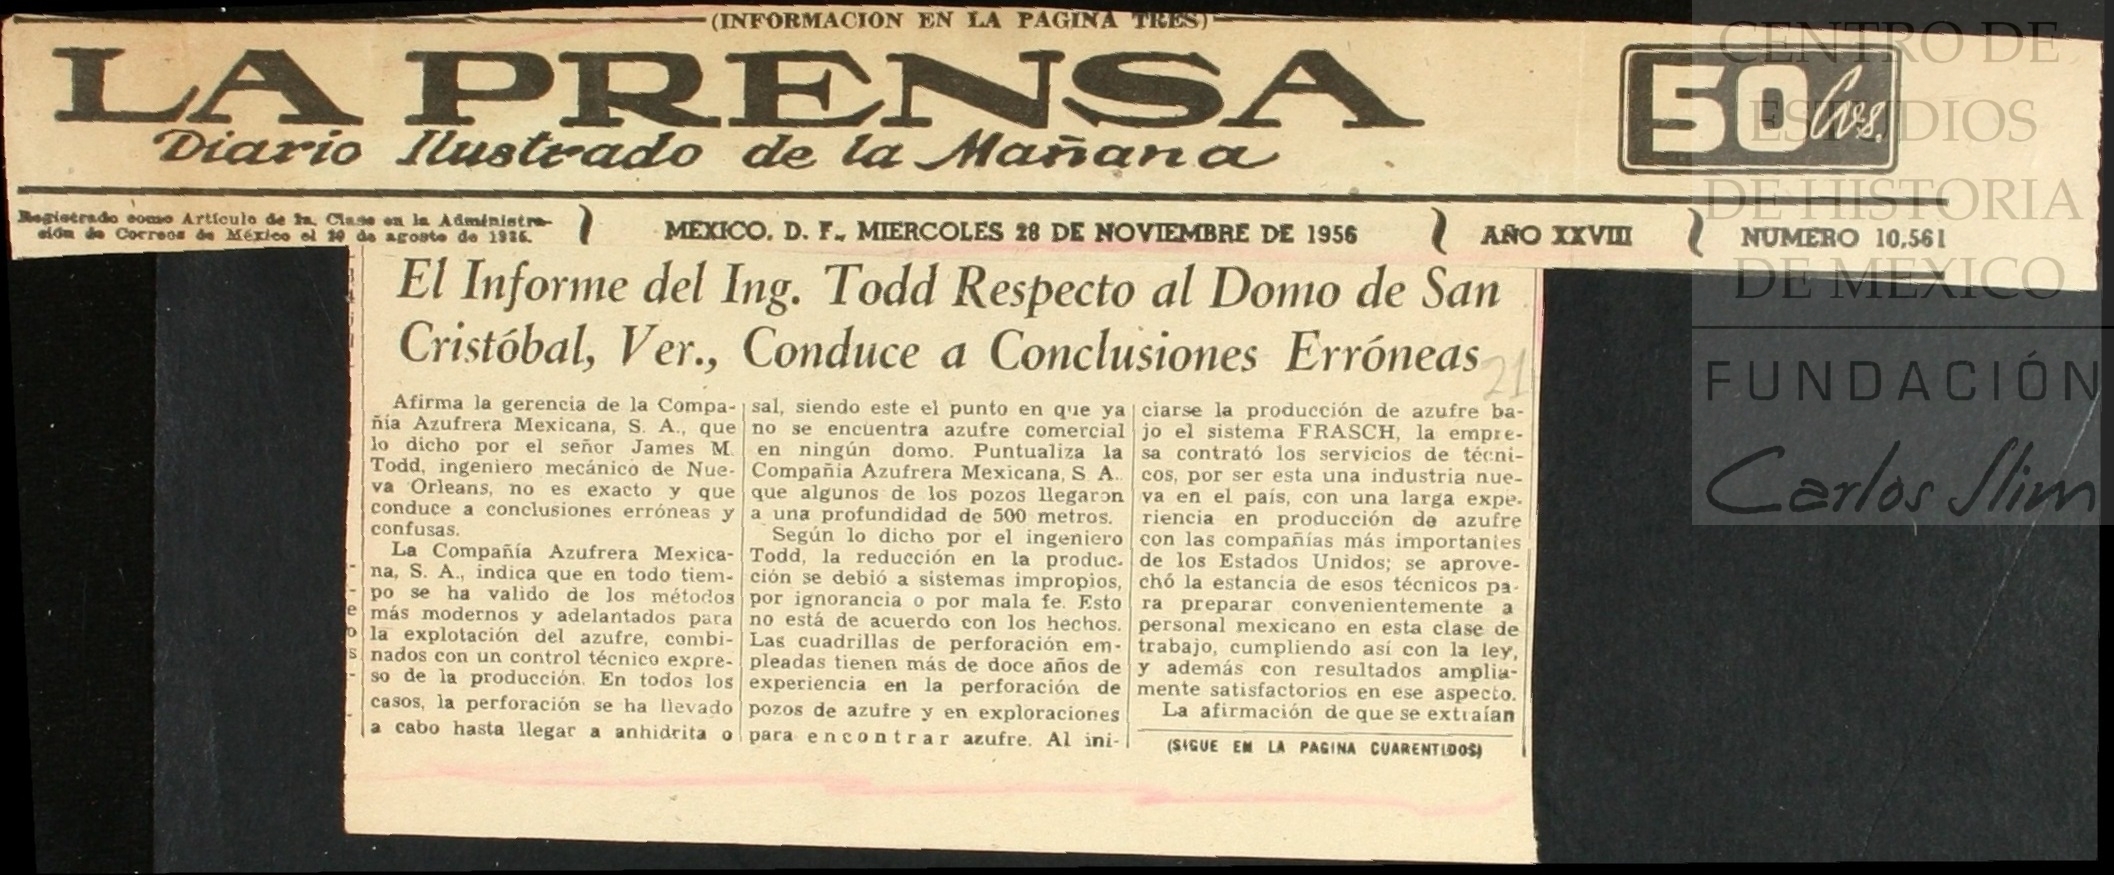 (INFORMACION EN LA PAGINA TRES)
LA PRENSA
Diario Ilustrado de la Mañana
50 Cvs.
Registrado como Artículo de 2a. Clase en la Administra-
ción de Correos de México el 20 de agosto de
MEXICO. D. F., MIERCOLES 28 DE NOVIEMBRE DE 1956
AÑO XXVIII
NUMERO 10,561
El Informe del Ing. Todd Respecto al Domo de San
Cristóbal, Ver., Conduce a Conclusiones Erróneas
21
Afirma la gerencia de la Compa-
ñía Azufrera Mexicana, S. A., que
lo dicho por el señor James M.
Todd, ingeniero mecánico de Nue-
va Orleans, no es exacto y que
conduce a conclusiones erróneas y
confusas.
La Compañía Azufrera Mexica-
na, S. A., indica que en todo tiem-
po se ha valido de los métodos
más modernos y adelantados para
la explotación del azufre, combi-
nados con un control técnico expre-
so de la producción. En todos los
casos, la perforación se ha llevado
a cabo hasta llegar a anhidrita o
sal, siendo este el punto en que ya
no se encuentra azufre comercial
en ningún domo. Puntualiza la
Compañía Azufrera Mexicana, S A..
que algunos de los pozos llegaron
a una profundidad de 500 metros.
Según lo dicho por el ingeniero
Todd, la reducción en la produc-
ción se debió a sistemas impropios,
por ignorancia o por mala fe. Esto
no está de acuerdo con los hechos.
Las cuadrillas de perforación em-
pleadas tienen más de doce años de
experiencia en la perforación de
pozos de azufre y en exploraciones
para encontrar azufre. Al ini-
ciarse la producción de azufre ba-
jo el sistema FRASCH, la empre-
sa contrató los servicios de técni-
cos, por ser esta una industria nue-
va en el país, con una larga expe-
riencia en producción de azufre
con las compañías más importantes
de los Estados Unidos; se aprove-
chó la estancia de esos técnicos pa-
ra preparar convenientemente a
personal mexicano en esta clase de
trabajo, cumpliendo así con la ley,
y además con resultados amplia-
mente satisfactorios en ese aspecto.
La afirmación de que se extraían
(SIGUE EN LA PAGINA CUARENTIDOS)
CENTRO DE
ESTUDIOS
DE HISTORIA
DE MEXICO
FUNDACIÓN
Carlos Slim